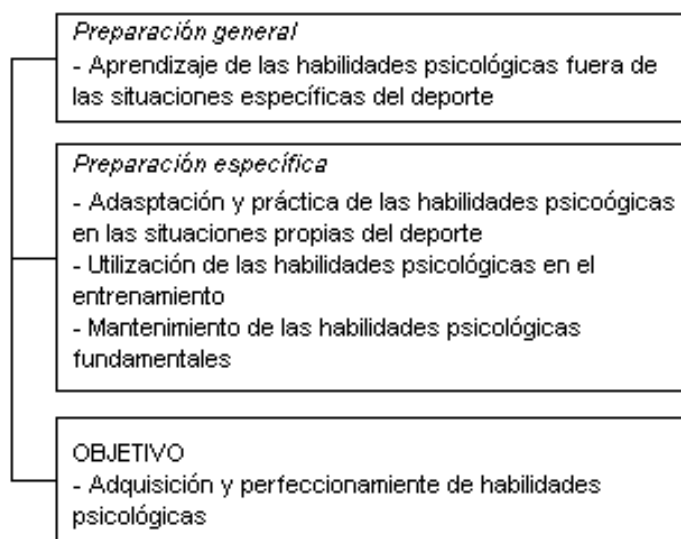 Preparación general
- Aprendizaje de las habilidades psicológicas fuera de
las situaciones específicas del deporte
Preparación específica
- Adasptación y práctica de las habilidades psicoógicas
en las situaciones propias del deporte
- Utilización de las habilidades psicológicas en el
entrenamiento
- Mantenimiento de las habilidades psicológicas
fundamentales
OBJETIVO
- Adquisición y perfeccionamiente de habilidades
psicológicas